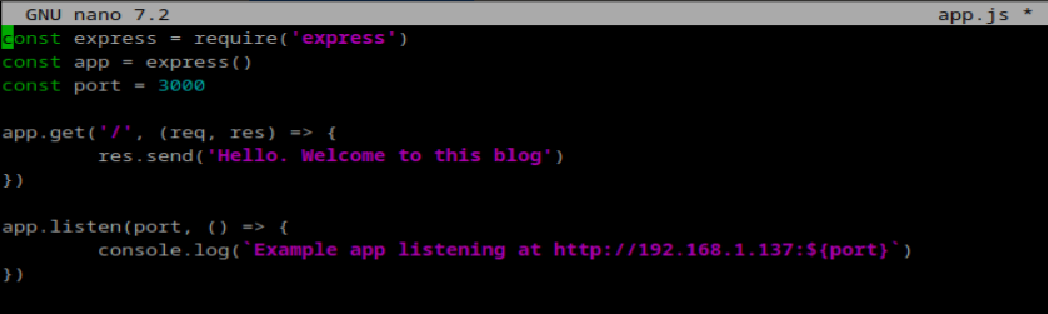 GNU nano 7.2 app.js *
const express = require('express')
const app = express()
const port = 3000
app.get('/', (req, res) => {
res.send('Hello. Welcome to this blog')
})
app.listen(port, () => {
console.log(`Example app listening at http://192.168.1.137:${port}`)
})